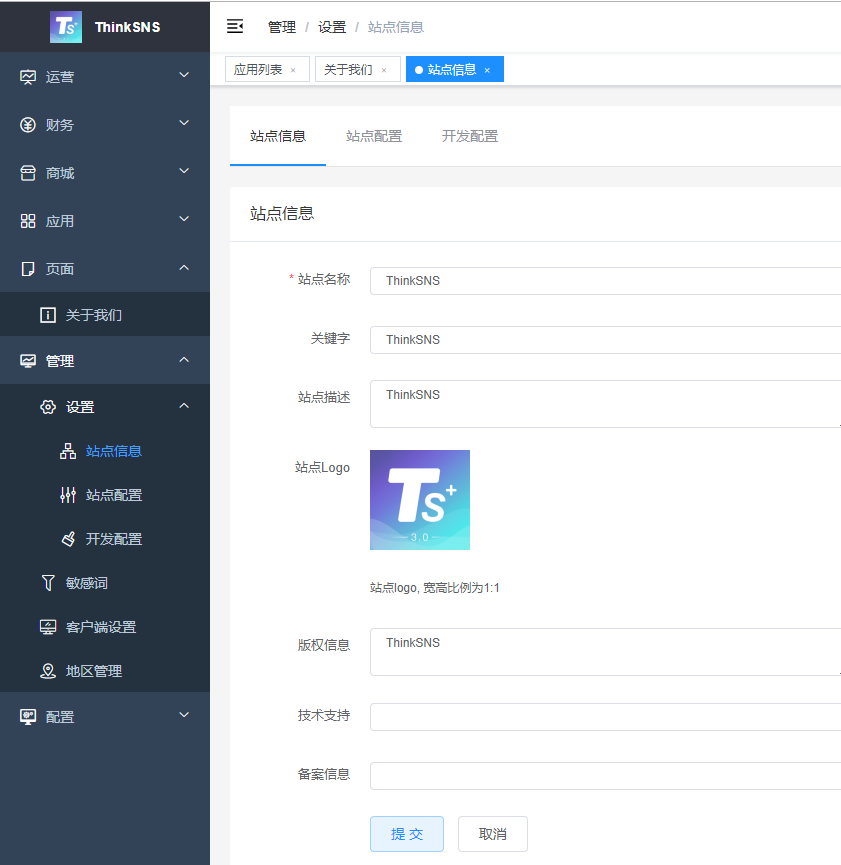 ThinkSNS
运营
财务
商城
应用
页面
关于我们
管理
设置
站点信息
站点配置
开发配置
敏感词
客户端设置
地区管理
配置
管理 / 设置 / 站点信息
应用列表 × 关于我们 × 站点信息 ×
站点信息 站点配置 开发配置
站点信息
* 站点名称 ThinkSNS
关键字 ThinkSNS
站点描述 ThinkSNS
站点Logo
TS+
3.0
站点logo, 宽高比例为1:1
版权信息 ThinkSNS
技术支持
备案信息
提 交 取消